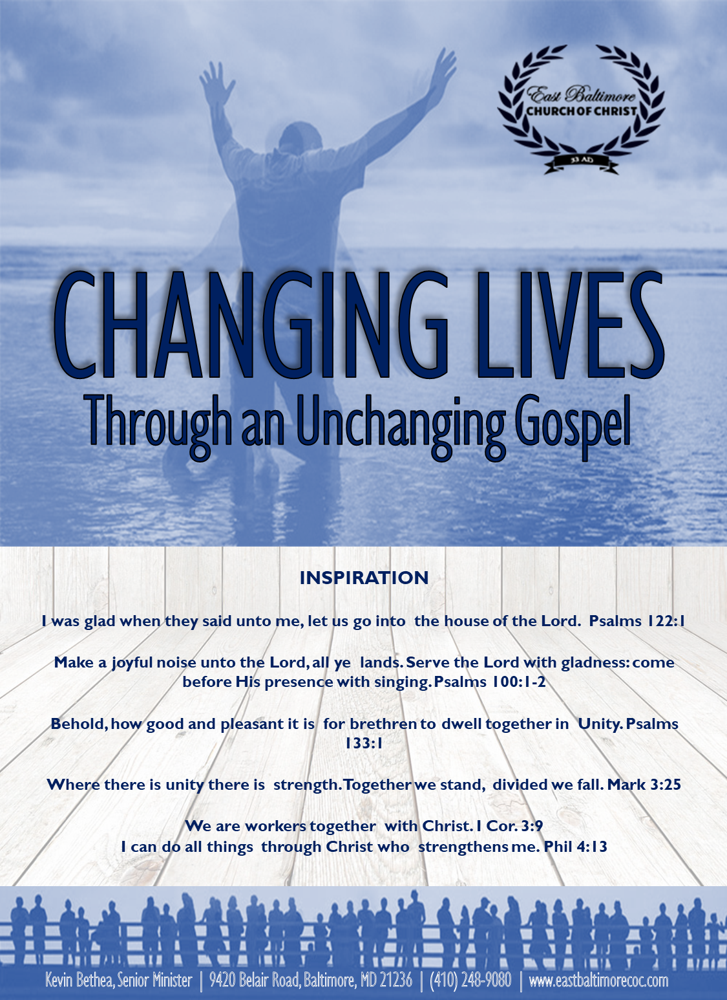 East Baltimore
CHURCH OF CHRIST
33 AD
CHANGING LIVES
Through an Unchanging Gospel
INSPIRATION
I was glad when they said unto me, let us go into the house of the Lord. Psalms 122:1
Make a joyful noise unto the Lord, all ye lands. Serve the Lord with gladness: come
before His presence with singing. Psalms 100:1-2
Behold, how good and pleasant it is for brethren to dwell together in Unity. Psalms
133:1
Where there is unity there is strength. Together we stand, divided we fall. Mark 3:25
We are workers together with Christ. I Cor. 3:9
I can do all things through Christ who strengthens me. Phil 4:13
Kevin Bethea, Senior Minister | 9420 Belair Road, Baltimore, MD 21236 | (410) 248-9080 | www.eastbaltimorecoc.com